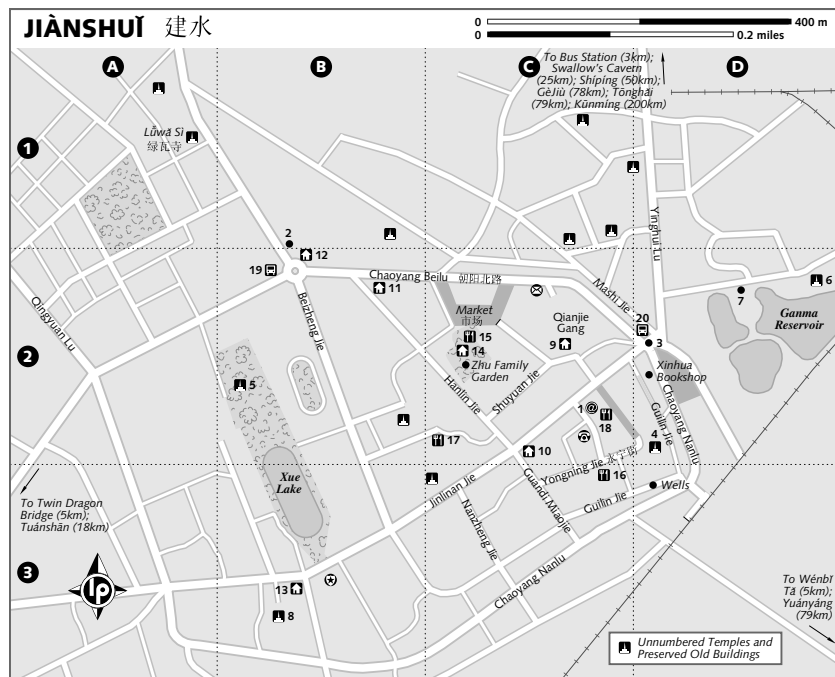 JIÀNSHUǏ 建水
0 400 m
0 0.2 miles
A
B
C
D
To Bus Station (3km);
Swallow's Cavern
(25km); Shípíng (50km);
GèJiù (78km); Tōnghǎi
(79km); Kūnmíng (200km)
1
Lǜwǎ Sì
绿瓦寺
Yinghui Lu
2
12
19
Chaoyang Beilu 朝阳北路
11
Mashi Jie
6
7
Qingyuan Lu
Beizheng Jie
Market
市场
Qianjie
Gang
20
Ganma
Reservoir
2
15
14
9
3
Zhu Family
Garden
Xinhua
Bookshop
5
Hanlin Jie
Shuyuan Jie
Chaoyang Nanlu
1 @
18
Guilin Jie
4
17
10
Yongning Jie 永宁街
16
Xue
Lake
Jinlinan Jie
Guandi Miaojie
Guilin Jie
Wells
To Twin Dragon
Bridge (5km);
Tuánshān (18km)
Nanzheng Jie
3
lp
Chaoyang Nanlu
13
8
To Wénbǐ
Tǎ (5km);
Yuányáng
(79km)
Unnumbered Temples and
Preserved Old Buildings